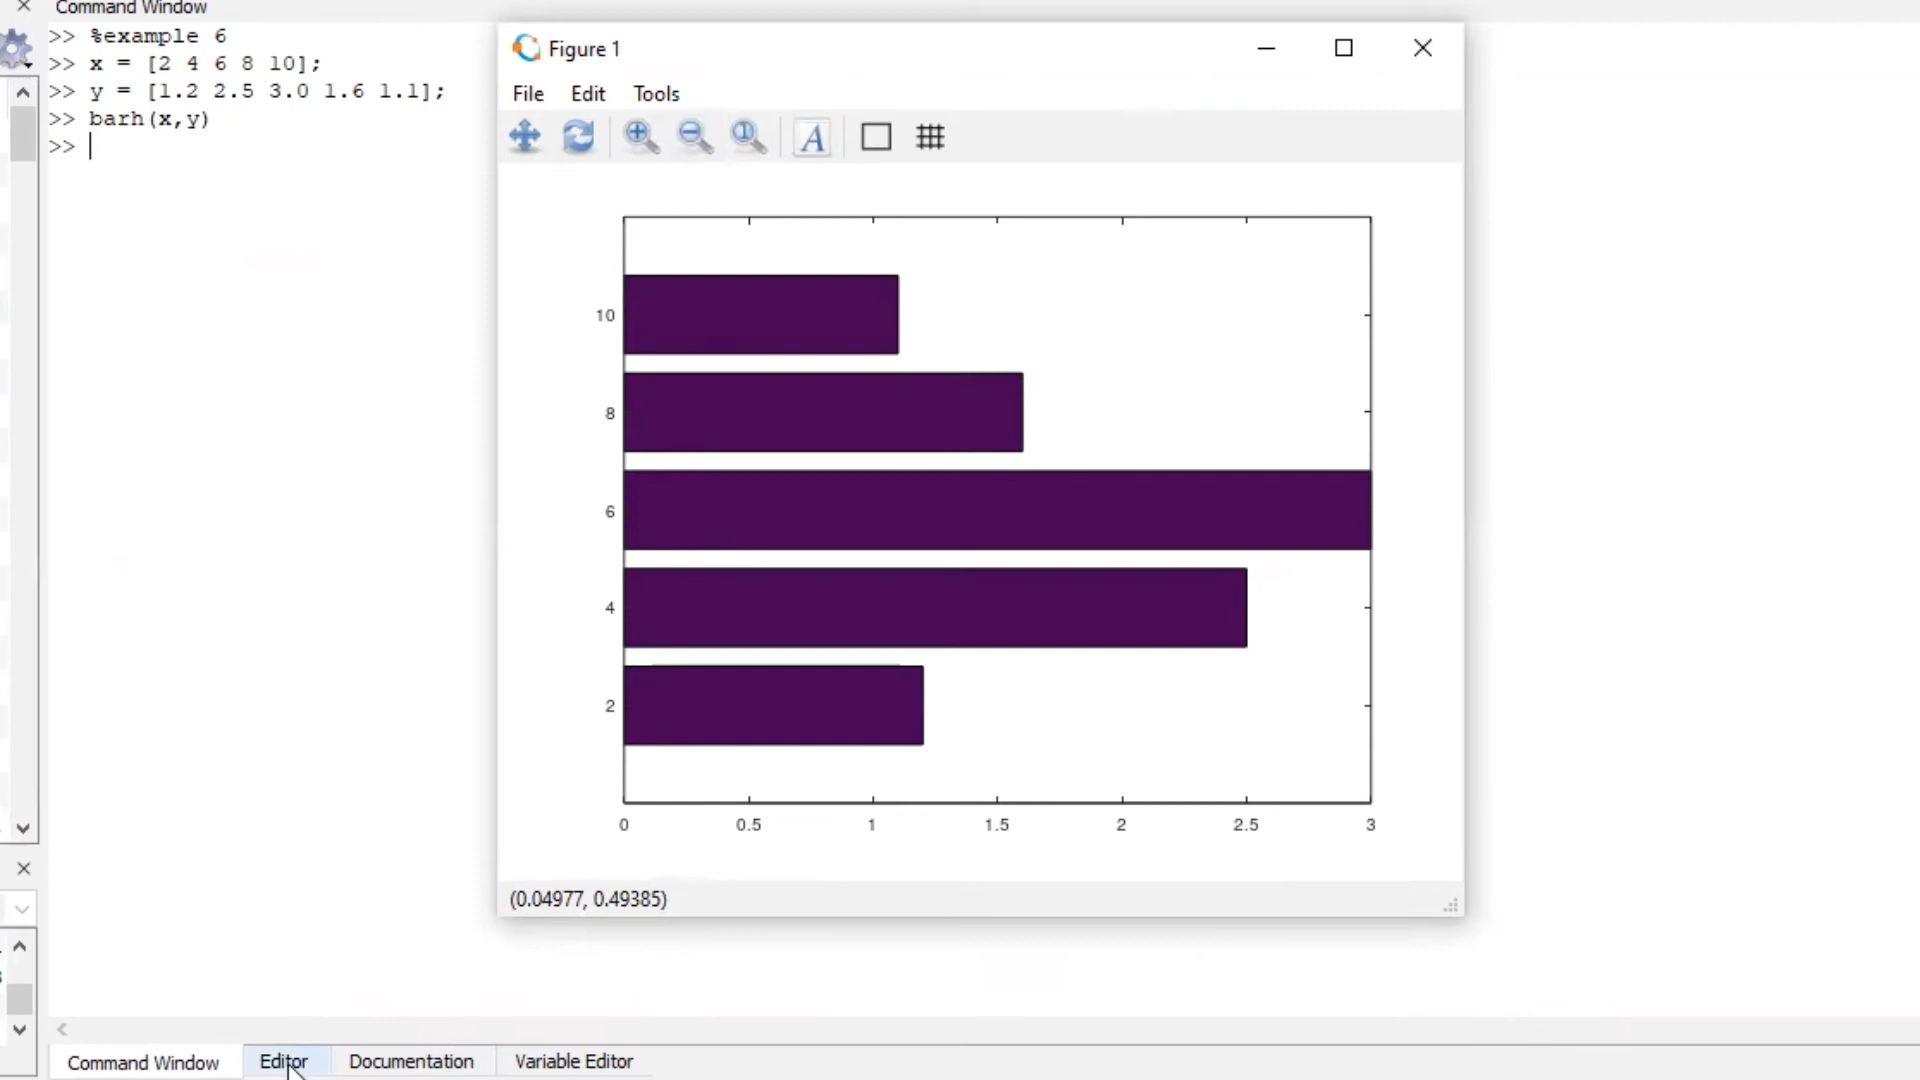 Command Window
>> %example 6
>> x = [2 4 6 8 10];
>> y = [1.2 2.5 3.0 1.6 1.1];
>> barh(x,y)
>>
Figure 1
File Edit Tools
A
10
8
6
4
2
0 0.5 1 1.5 2 2.5 3
(0.04977, 0.49385)
Command Window Editor Documentation Variable Editor